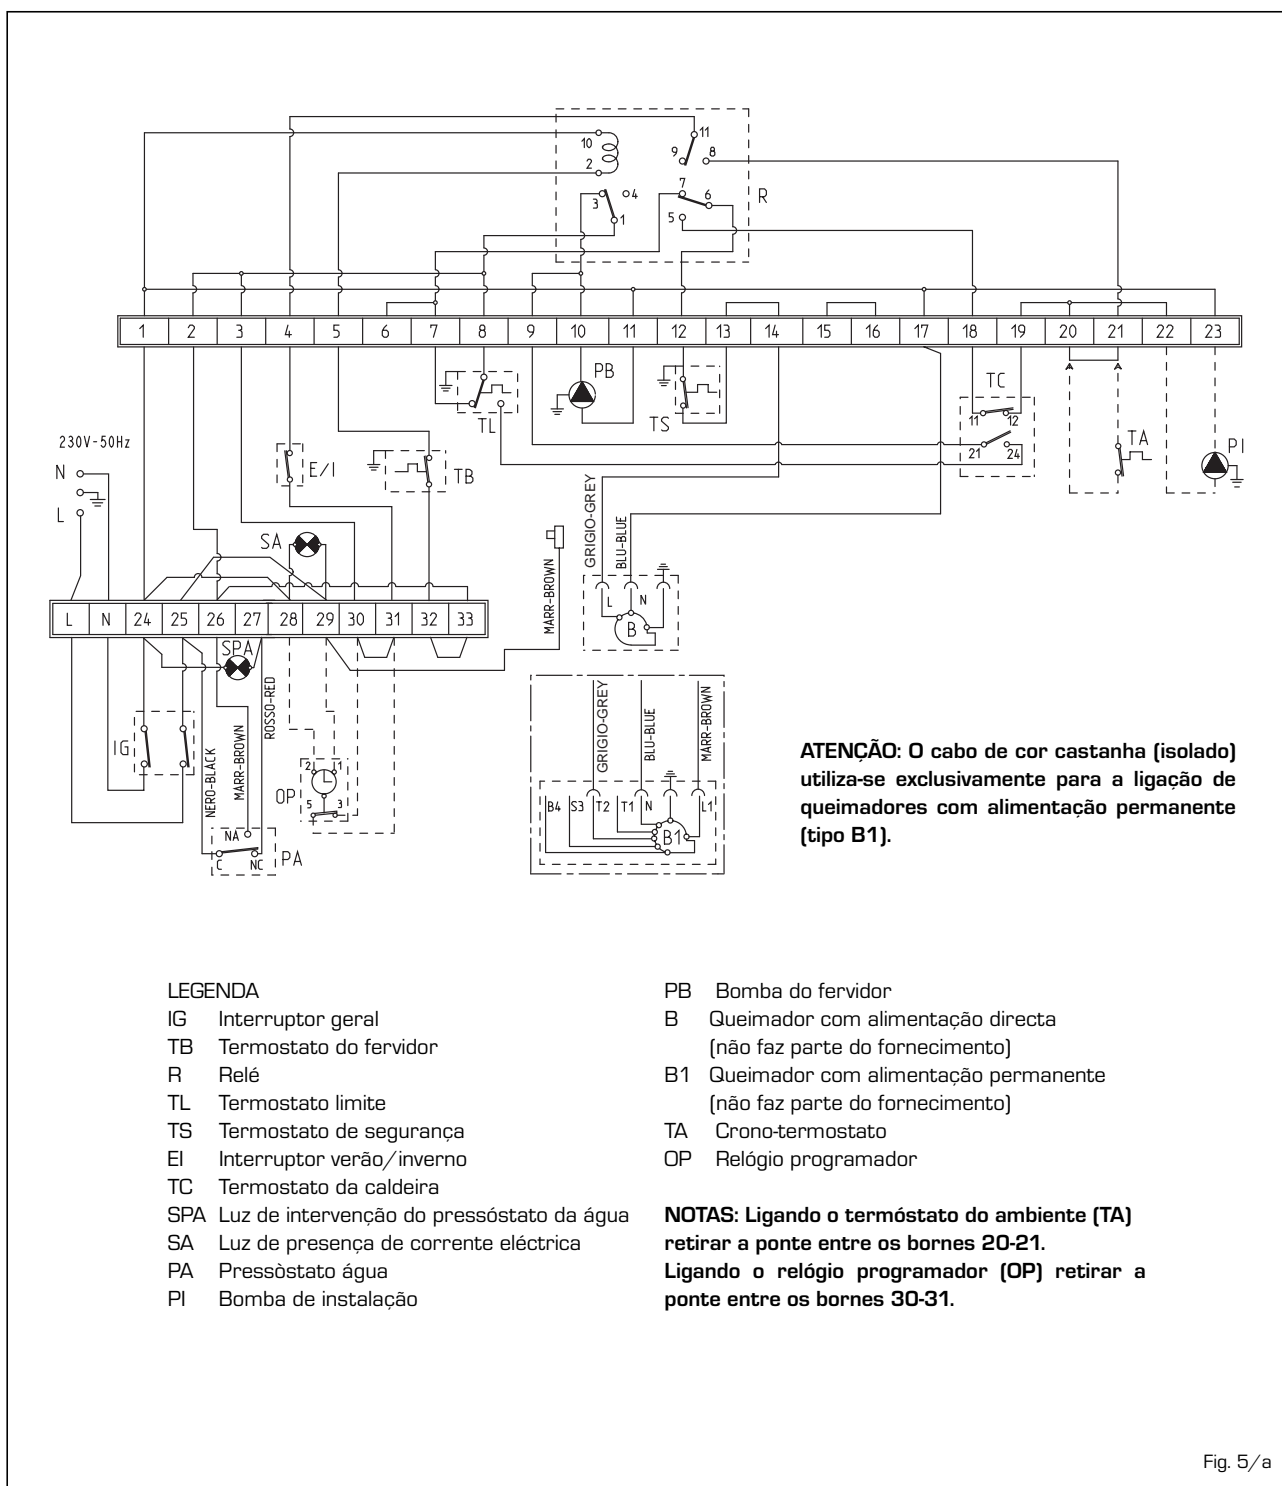 11
10
9
8
2
7
6
3
4
R
1
5
1 2 3 4 5 6 7 8 9 10 11 12 13 14 15 16 17 18 19 20 21 22 23
PB
TC
TL
TS
11 12
21 24
TA
PI
230V-50Hz
N
L
E/I
TB
SA
MARR-BROWN
GRIGIO-GREY
BLU-BLUE
L N
B
L N 24 25 26 27 28 29 30 31 32 33
SPA
IG
NERO-BLACK
MARR-BROWN
ROSSO-RED
OP
2 1
5 3
NA
C NC
PA
GRIGIO-GREY
BLU-BLUE
MARR-BROWN
B4 S3 T2 T1 N L1
B1
ATENÇÃO: O cabo de cor castanha (isolado)
utiliza-se exclusivamente para a ligação de
queimadores com alimentação permanente
(tipo B1).
LEGENDA
IG Interruptor geral
TB Termostato do fervidor
R Relé
TL Termostato limite
TS Termostato de segurança
EI Interruptor verão/inverno
TC Termostato da caldeira
SPA Luz de intervenção do pressóstato da água
SA Luz de presença de corrente eléctrica
PA Pressòstato água
PI Bomba de instalação
PB Bomba do fervidor
B Queimador com alimentação directa
(não faz parte do fornecimento)
B1 Queimador com alimentação permanente
(não faz parte do fornecimento)
TA Crono-termostato
OP Relógio programador
NOTAS: Ligando o termóstato do ambiente (TA)
retirar a ponte entre os bornes 20-21.
Ligando o relógio programador (OP) retirar a
ponte entre os bornes 30-31.
Fig. 5/a